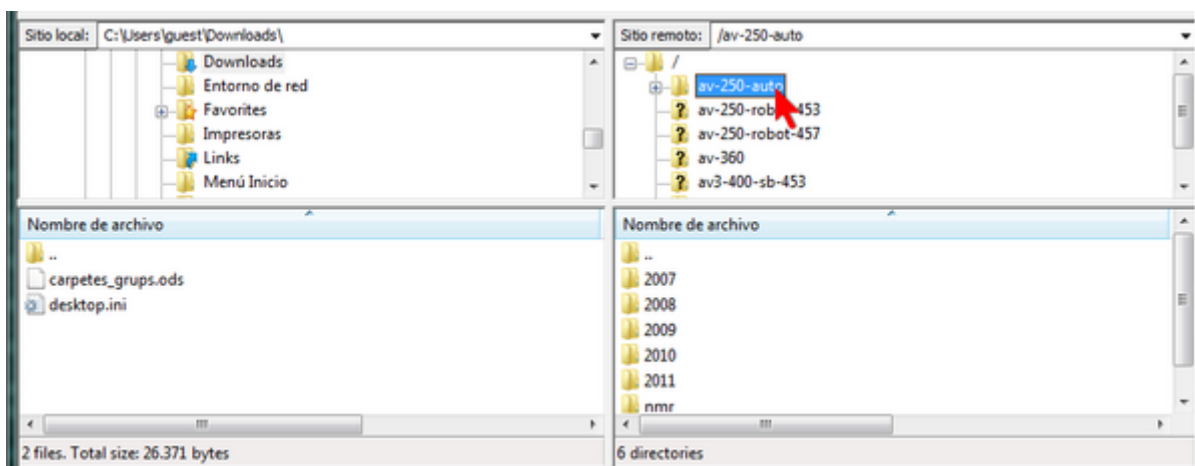 Sitio local: C:\Users\guest\Downloads\
Downloads
Entorno de red
Favorites
Impresoras
Links
Menú Inicio
Nombre de archivo
..
carpetes_grups.ods
desktop.ini
2 files. Total size: 26.371 bytes
Sitio remoto: /av-250-auto
/
av-250-auto
av-250-robot-453
av-250-robot-457
av-360
av3-400-sb-453
Nombre de archivo
..
2007
2008
2009
2010
2011
nmr
6 directories